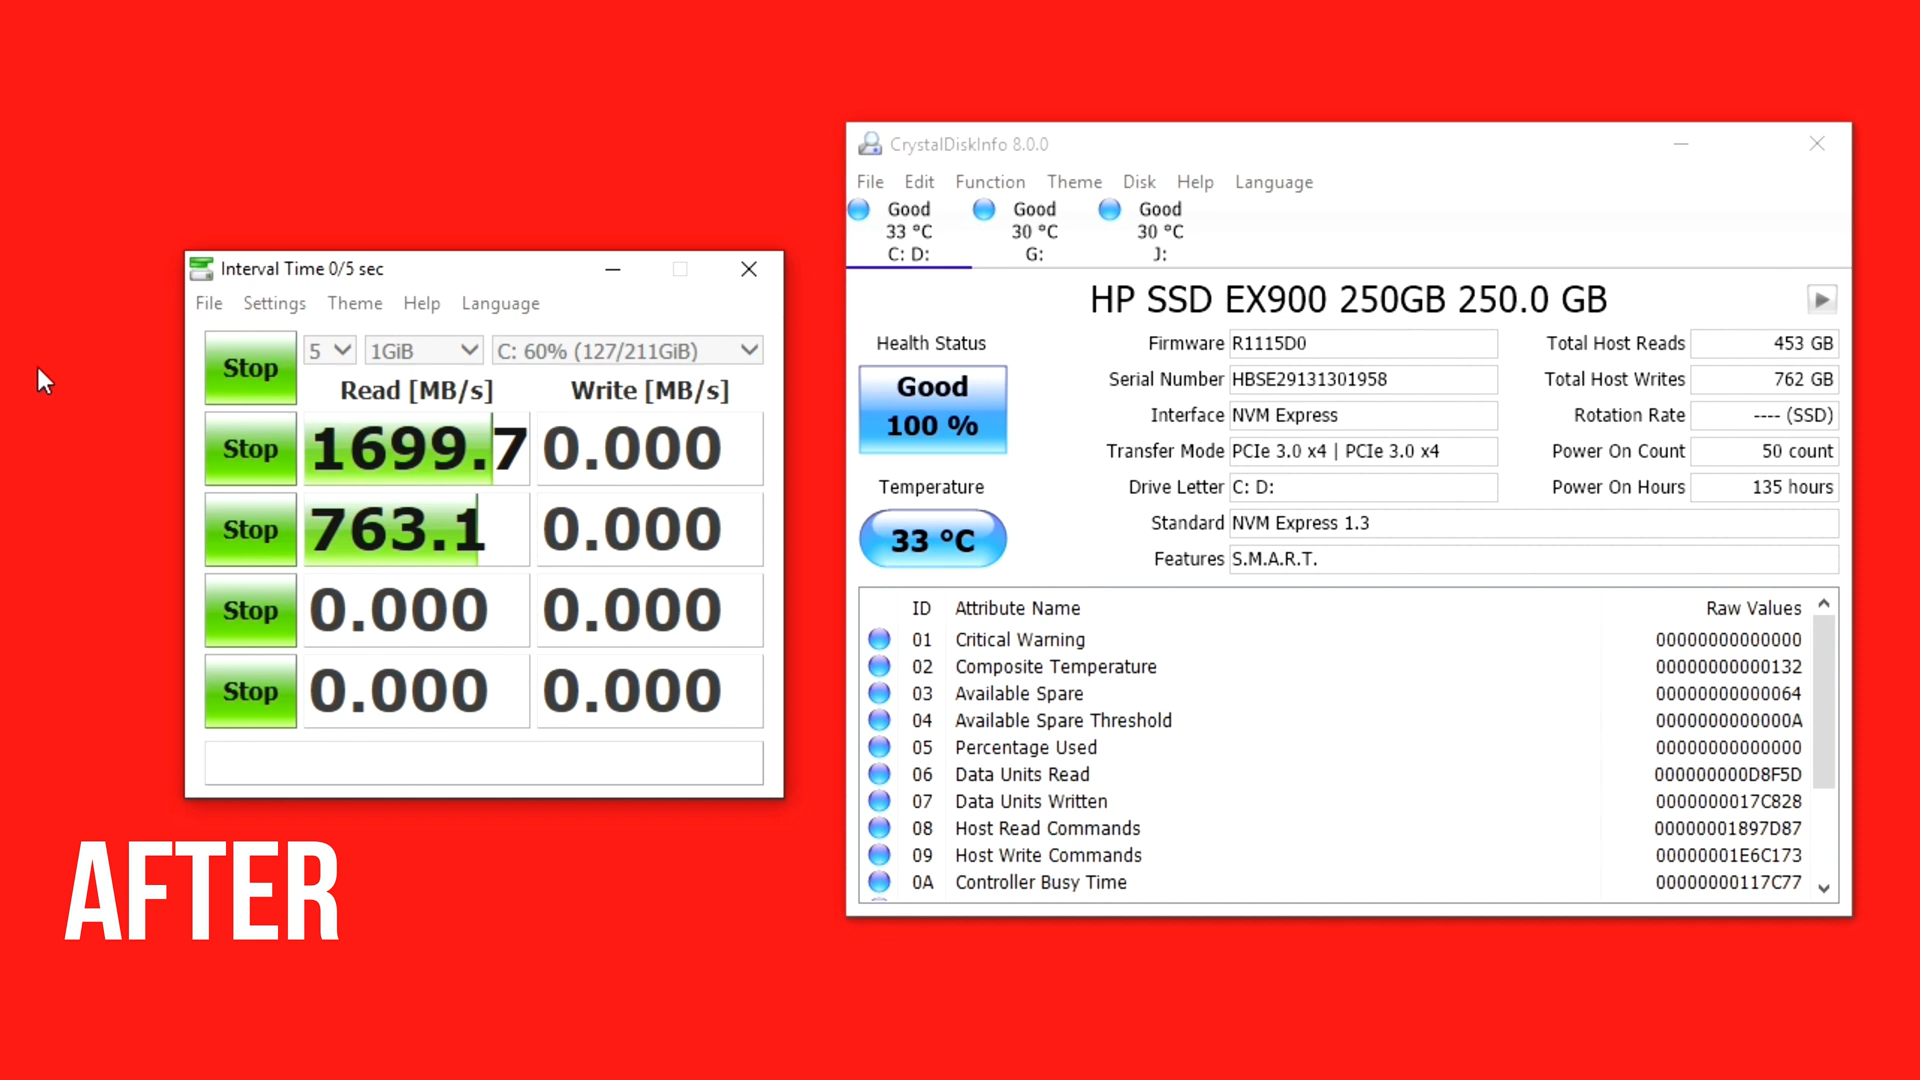 Interval Time 0/5 sec
File Settings Theme Help Language
Stop 5 1GiB C: 60% (127/211GiB)
Read [MB/s] Write [MB/s]
Stop 1699.7 0.000
Stop 763.1 0.000
Stop 0.000 0.000
Stop 0.000 0.000
AFTER
CrystalDiskInfo 8.0.0
File Edit Function Theme Disk Help Language
Good Good Good
33 °C 30 °C 30 °C
C: D: G: J:
HP SSD EX900 250GB 250.0 GB
Health Status
Good
100 %
Temperature
33 °C
Firmware R1115D0
Serial Number HBSE29131301958
Interface NVM Express
Transfer Mode PCIe 3.0 x4 | PCIe 3.0 x4
Drive Letter C: D:
Standard NVM Express 1.3
Features S.M.A.R.T.
Total Host Reads 453 GB
Total Host Writes 762 GB
Rotation Rate ---- (SSD)
Power On Count 50 count
Power On Hours 135 hours
ID Attribute Name Raw Values
01 Critical Warning 00000000000000
02 Composite Temperature 00000000000132
03 Available Spare 00000000000064
04 Available Spare Threshold 0000000000000A
05 Percentage Used 00000000000000
06 Data Units Read 000000000D8F5D
07 Data Units Written 0000000017C828
08 Host Read Commands 00000001897D87
09 Host Write Commands 00000001E6C173
0A Controller Busy Time 00000000117C77